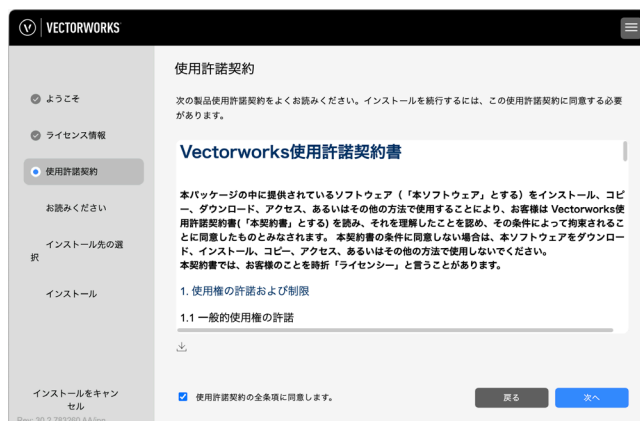 VECTORWORKS
ようこそ
ライセンス情報
使用許諾契約
お読みください
インストール先の選
択
インストール
インストールをキャン
セル
使用許諾契約
次の製品使用許諾契約をよくお読みください。インストールを続行するには、この使用許諾契約に同意する必要
があります。
Vectorworks使用許諾契約書
本パッケージの中に提供されているソフトウェア（「本ソフトウェア」とする）をインストール、コピ
ー、ダウンロード、アクセス、あるいはその他の方法で使用することにより、お客様は Vectorworks使
用許諾契約書(「本契約書」とする) を読み、それを理解したことを認め、その条件によって拘束されるこ
とに同意したものとみなされます。 本契約書の条件に同意しない場合は、本ソフトウェアをダウンロー
ド、インストール、コピー、アクセス、あるいはその他の方法で使用しないでください。
本契約書では、お客様のことを時折「ライセンシー」と言うことがあります。
1. 使用権の許諾および制限
1.1 一般的使用権の許諾
使用許諾契約の全条項に同意します。
戻る
次へ